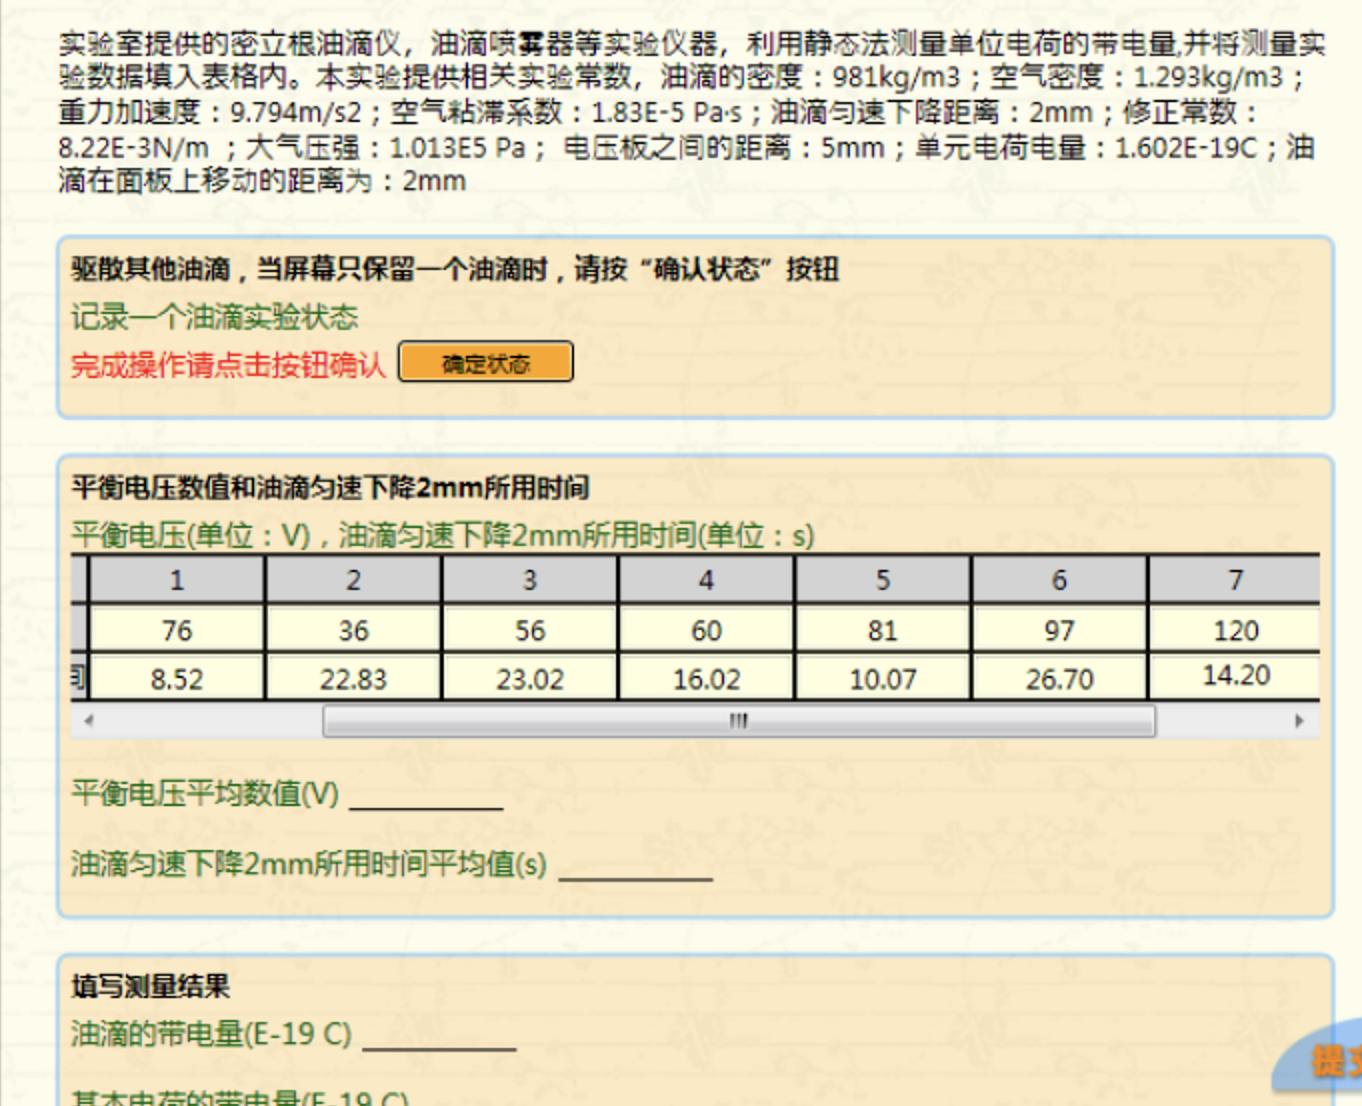 实验室提供的密立根油滴仪，油滴喷雾器等实验仪器，利用静态法测量单位电荷的带电量,并将测量实
验数据填入表格内。本实验提供相关实验常数，油滴的密度：981kg/m3；空气密度：1.293kg/m3；
重力加速度：9.794m/s2；空气粘滞系数：1.83E-5 Pa·s；油滴匀速下降距离：2mm；修正常数：
8.22E-3N/m ；大气压强：1.013E5 Pa； 电压板之间的距离：5mm；单元电荷电量：1.602E-19C；油
滴在面板上移动的距离为：2mm
驱散其他油滴，当屏幕只保留一个油滴时，请按“确认状态”按钮
记录一个油滴实验状态
完成操作请点击按钮确认 确定状态
平衡电压数值和油滴匀速下降2mm所用时间
平衡电压(单位：V)，油滴匀速下降2mm所用时间(单位：s)
1 2 3 4 5 6 7
76 36 56 60 81 97 120
间 8.52 22.83 23.02 16.02 10.07 26.70 14.20
平衡电压平均数值(V)
油滴匀速下降2mm所用时间平均值(s)
填写测量结果
油滴的带电量(E-19 C)
提交
基本电荷的带电量(E-19 C)